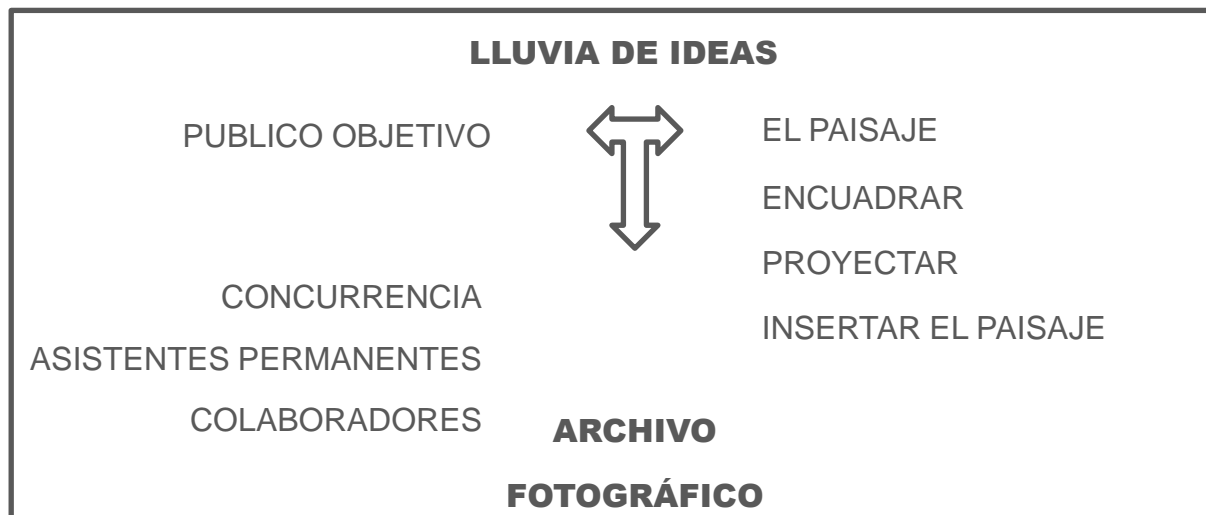 LLUVIA DE IDEAS
PUBLICO OBJETIVO
CONCURRENCIA
ASISTENTES PERMANENTES
COLABORADORES
EL PAISAJE
ENCUADRAR
PROYECTAR
INSERTAR EL PAISAJE
ARCHIVO
FOTOGRÁFICO